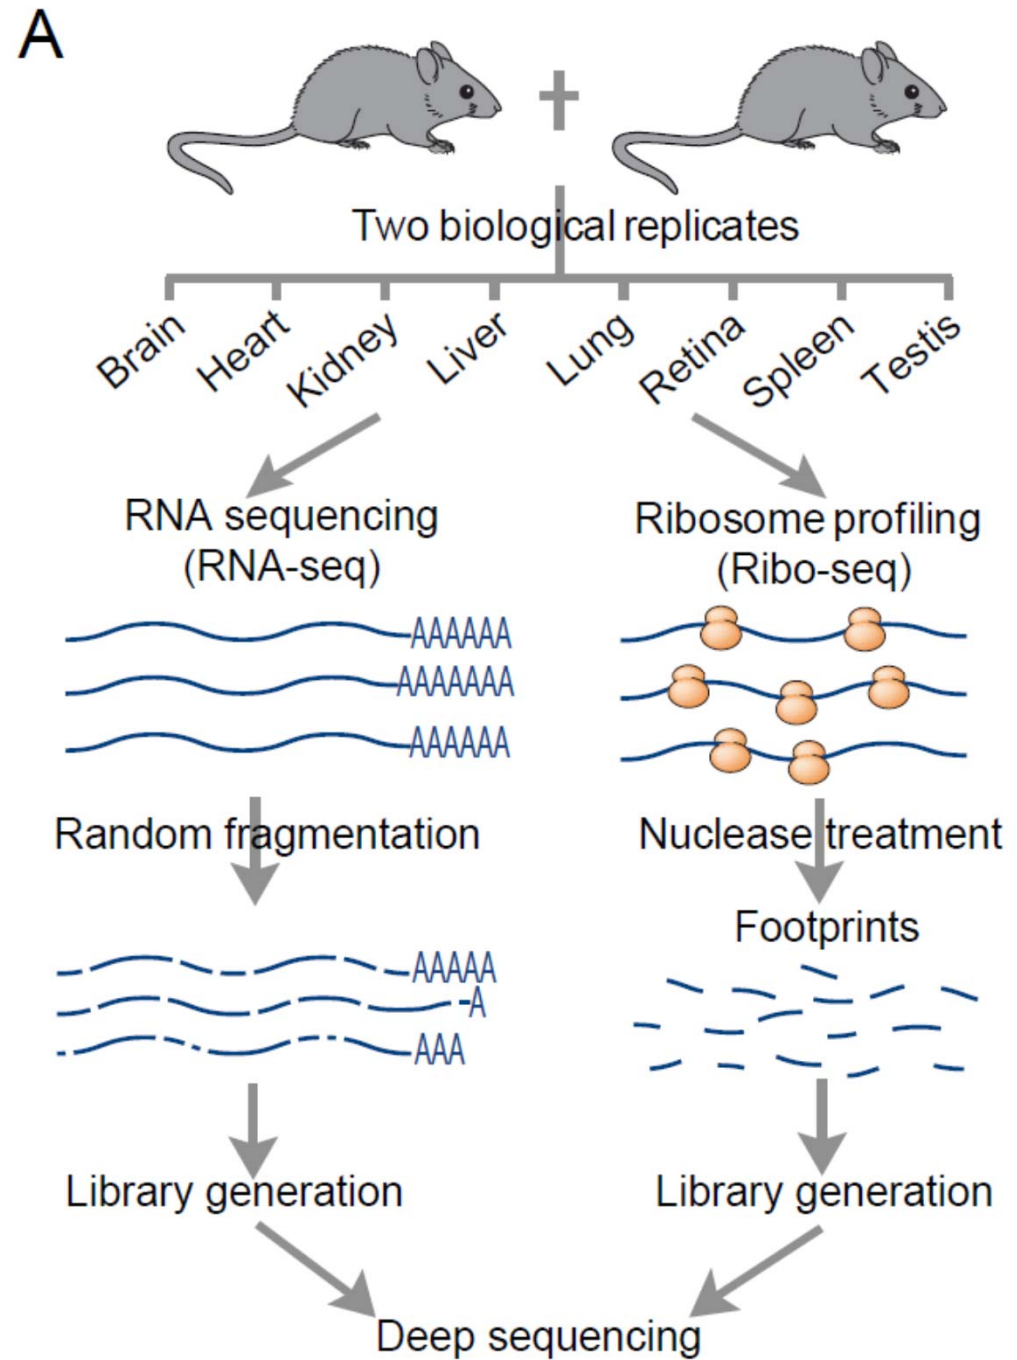 A
Two biological replicates
Brain Heart Kidney Liver Lung Retina Spleen Testis
RNA sequencing
(RNA-seq)
Ribosome profiling
(Ribo-seq)
AAAAAA
AAAAAAA
AAAAAA
Random fragmentation
Nuclease treatment
Footprints
AAAAA
A
AAA
Library generation
Library generation
Deep sequencing